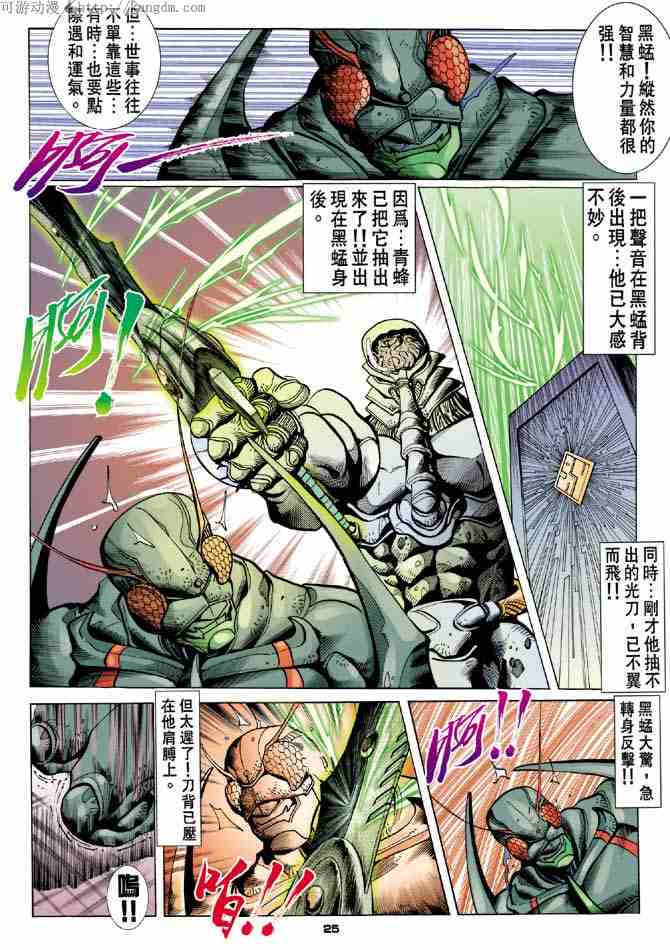 可游动漫 http://kungdm.com
黑蜢！縱然你的
智慧和力量都很
强!!
但…世事往往
不單靠這些…
有時…也要點
際遇和運氣。
一把聲音在黑蜢背
後出現…他已大感
不妙。
因爲…青蜂
已把它抽出
來了!!並出
現在黑蜢身
後。
同時…剛才他抽不
出的光刀，已不翼
而飛!!
黑蜢大驚，急
轉身反擊!!
但太遲了！刀背已壓
在他肩膊上。
嗚!!
25